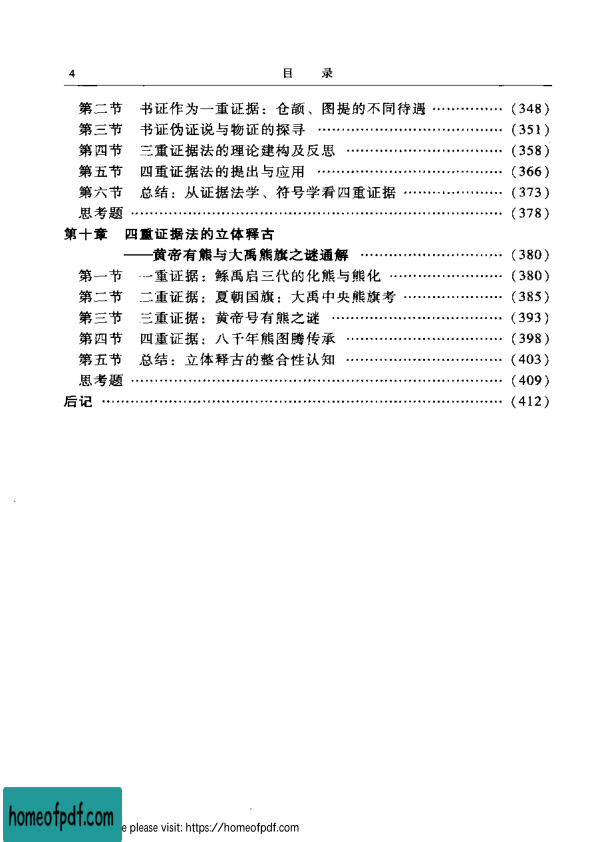 4 目 录
第二节 书证作为一重证据：仓颉、图提的不同待遇 …………… (348)
第三节 书证伪证说与物证的探寻 …………………………… (351)
第四节 三重证据法的理论建构及反思 ………………………… (358)
第五节 四重证据法的提出与应用 …………………………… (366)
第六节 总结：从证据法学、符号学看四重证据 ………………… (373)
思考题 ……………………………………………………… (378)
第十章 四重证据法的立体释古
——黄帝有熊与大禹熊旗之谜通解 ……………………… (380)
第一节 一重证据：鲧禹启三代的化熊与熊化 ………………… (380)
第二节 二重证据：夏朝国旗：大禹中央熊旗考 ……………… (385)
第三节 三重证据：黄帝号有熊之谜 ………………………… (393)
第四节 四重证据：八千年熊图腾传承 ……………………… (398)
第五节 总结：立体释古的整合性认知 ……………………… (403)
思考题 ……………………………………………………… (409)
后记 ………………………………………………………… (412)
homeofpdf.com
e please visit: https://homeofpdf.com